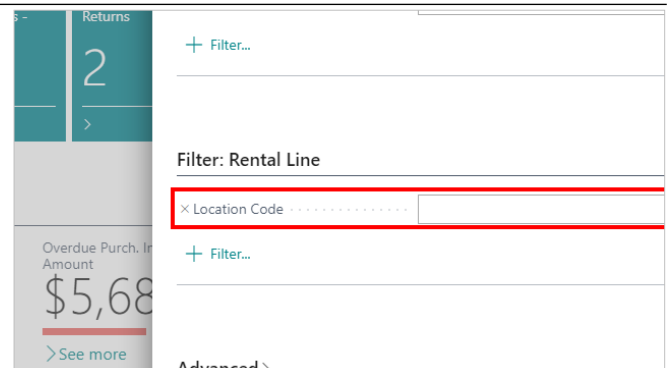 Returns
2
>
+ Filter...
Filter: Rental Line
× Location Code
+ Filter...
Overdue Purch. In
Amount
$5,68
> See more
Advanced >